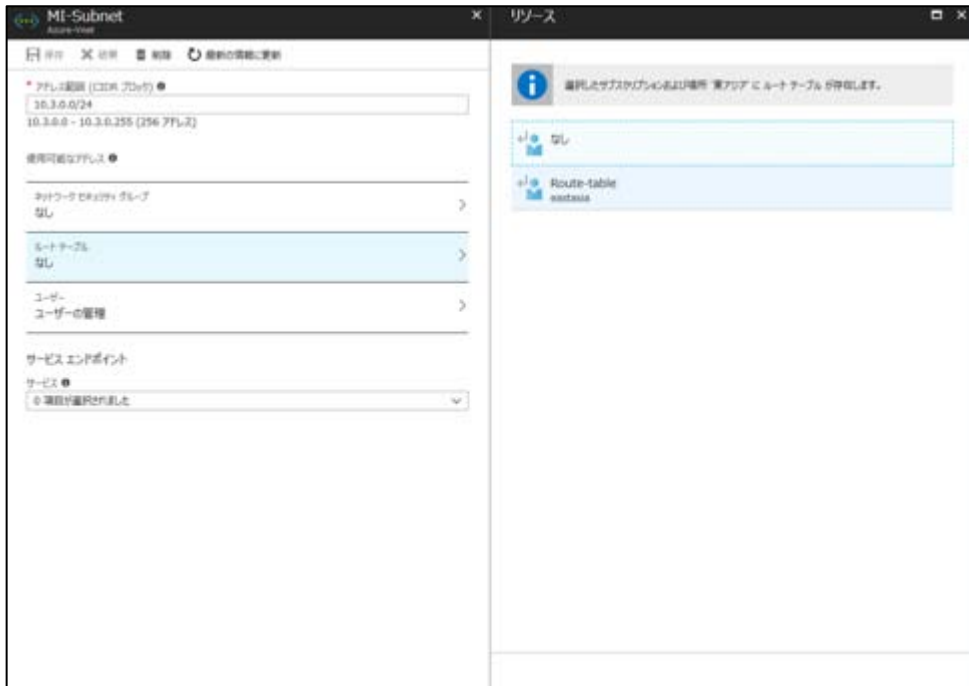 MI-Subnet
Azure-Vnet
保存 破棄 削除 最新の情報に更新
* アドレス範囲 (CIDR ブロック)
10.3.0.0/24
10.3.0.0 - 10.3.0.255 (256 アドレス)
使用可能なアドレス
ネットワーク セキュリティ グループ
なし
ルート テーブル
なし
ユーザー
ユーザーの管理
サービス エンドポイント
サービス
0 項目が選択されました
リソース
選択したサブスクリプションおよび場所 '東アジア' に ルート テーブル が存在します。
なし
Route-table
eastasia